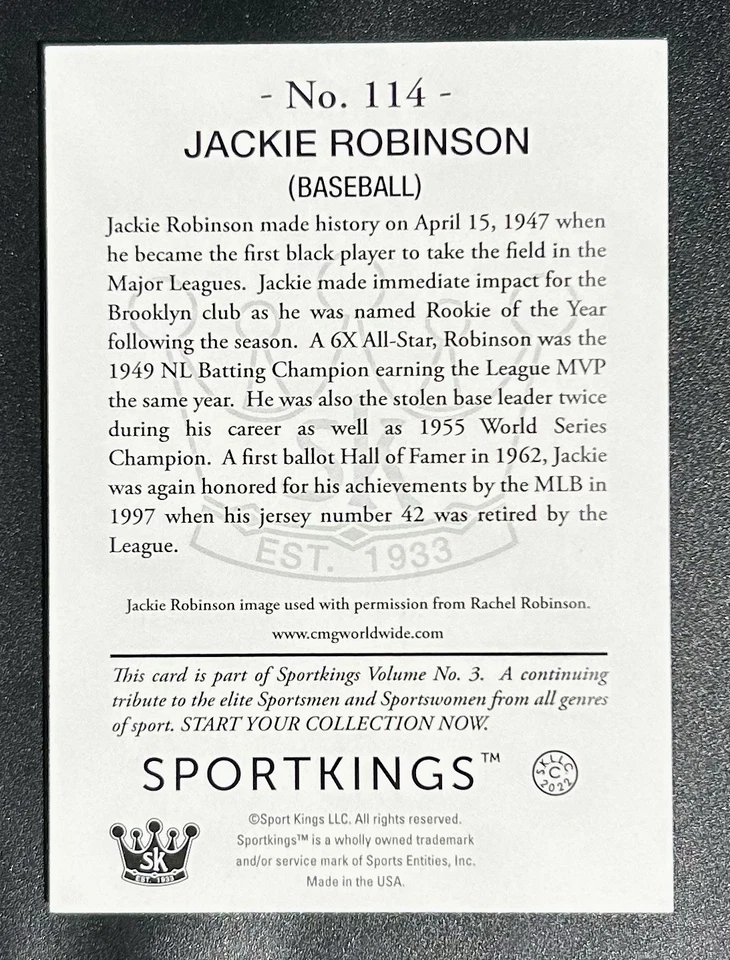 - No. 114 -
JACKIE ROBINSON
(BASEBALL)
Jackie Robinson made history on April 15, 1947 when
he became the first black player to take the field in the
Major Leagues. Jackie made immediate impact for the
Brooklyn club as he was named Rookie of the Year
following the season. A 6X All-Star, Robinson was the
1949 NL Batting Champion earning the League MVP
the same year. He was also the stolen base leader twice
during his career as well as 1955 World Series
Champion. A first ballot Hall of Famer in 1962, Jackie
was again honored for his achievements by the MLB in
1997 when his jersey number 42 was retired by the
League.
SK
EST. 1933
Jackie Robinson image used with permission from Rachel Robinson.
www.cmgworldwide.com
This card is part of Sportkings Volume No. 3. A continuing
tribute to the elite Sportsmen and Sportswomen from all genres
of sport. START YOUR COLLECTION NOW.
SPORTKINGS™
SKLLC
C
2022
©Sport Kings LLC. All rights reserved.
Sportkings™ is a wholly owned trademark
and/or service mark of Sports Entities, Inc.
Made in the USA.
sk
EST. 1933